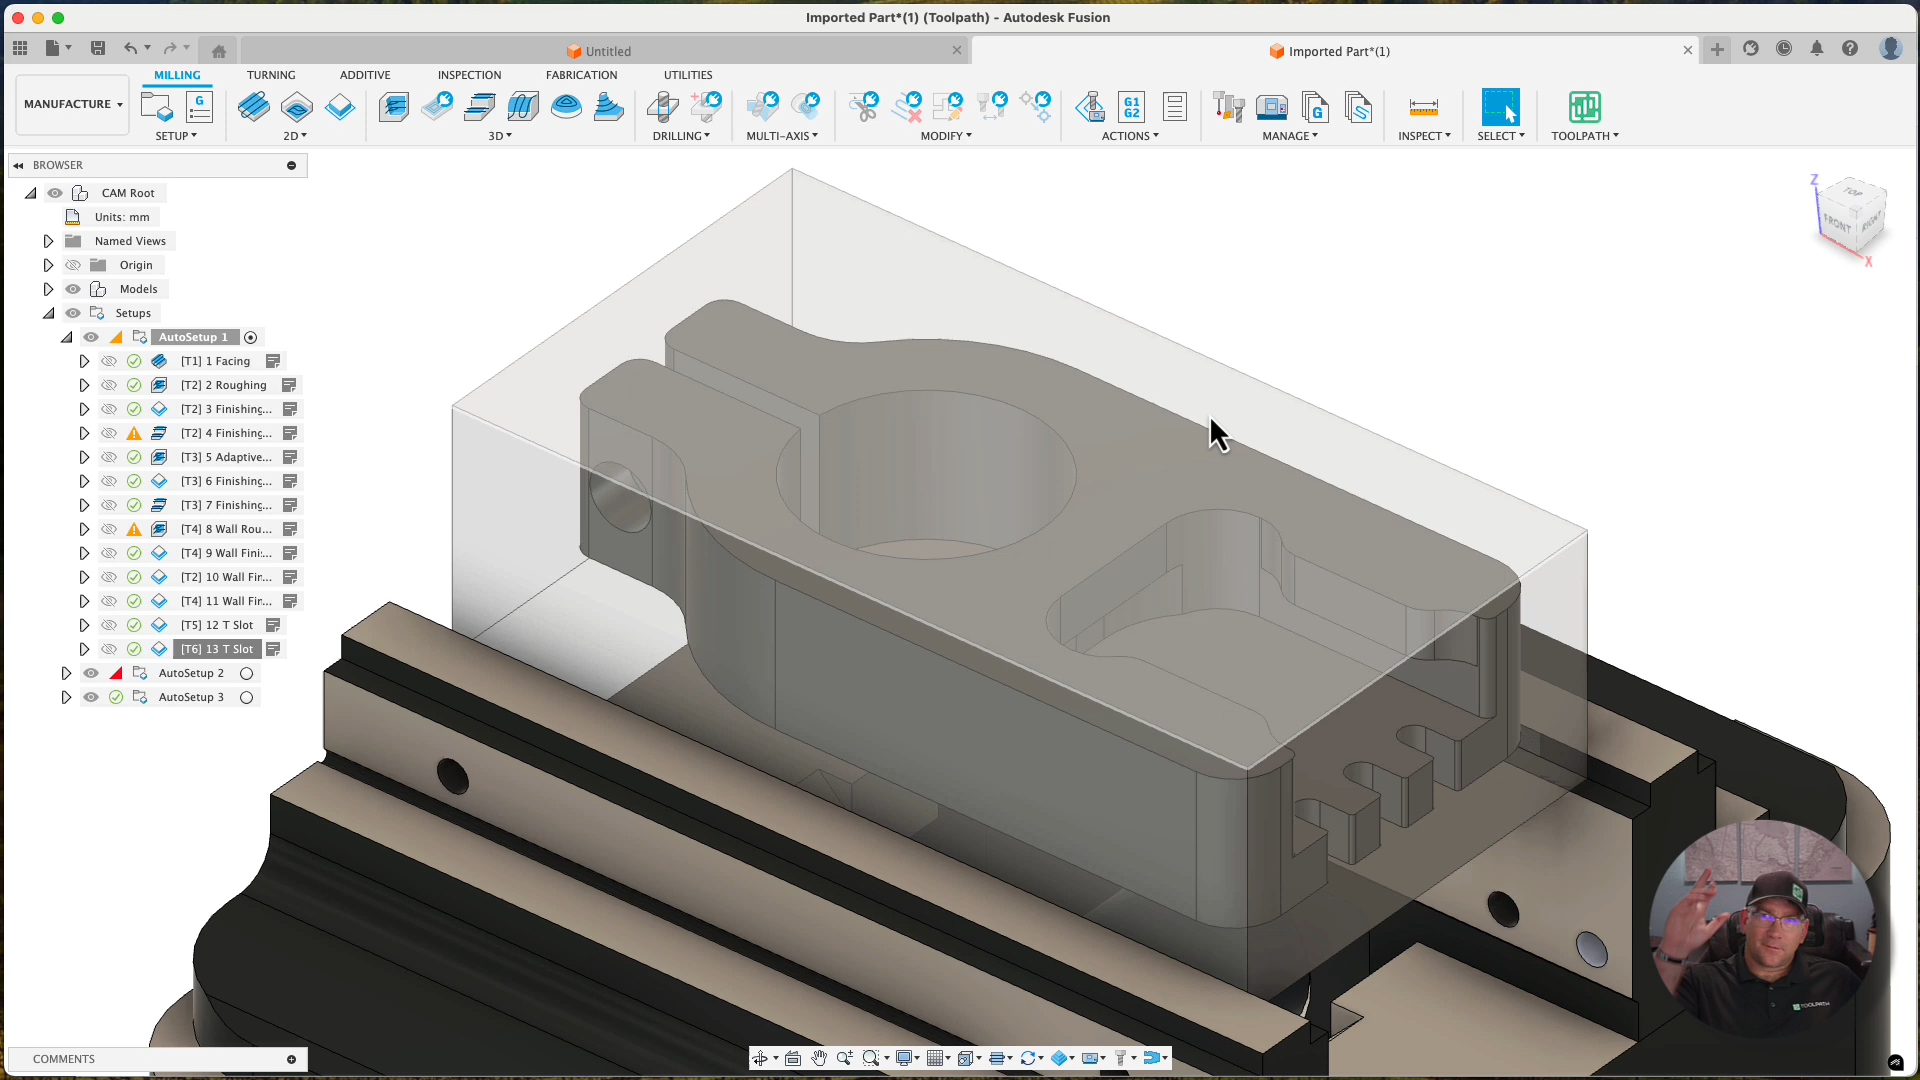 Imported Part*(1) (Toolpath) - Autodesk Fusion
Untitled
Imported Part*(1)
MANUFACTURE
MILLING
TURNING
ADDITIVE
INSPECTION
FABRICATION
UTILITIES
G
G1
G2
G
SETUP
2D
3D
DRILLING
MULTI-AXIS
MODIFY
ACTIONS
MANAGE
INSPECT
SELECT
TOOLPATH
BROWSER
CAM Root
Units: mm
Named Views
Origin
Models
Setups
AutoSetup 1
[T1] 1 Facing
[T2] 2 Roughing
[T2] 3 Finishing...
[T2] 4 Finishing...
[T3] 5 Adaptive...
[T3] 6 Finishing...
[T3] 7 Finishing...
[T4] 8 Wall Rou...
[T4] 9 Wall Fini...
[T2] 10 Wall Fin...
[T4] 11 Wall Fin...
[T5] 12 T Slot
[T6] 13 T Slot
AutoSetup 2
AutoSetup 3
Z
TOP
FRONT
RIGHT
X
TOOLPATH
COMMENTS